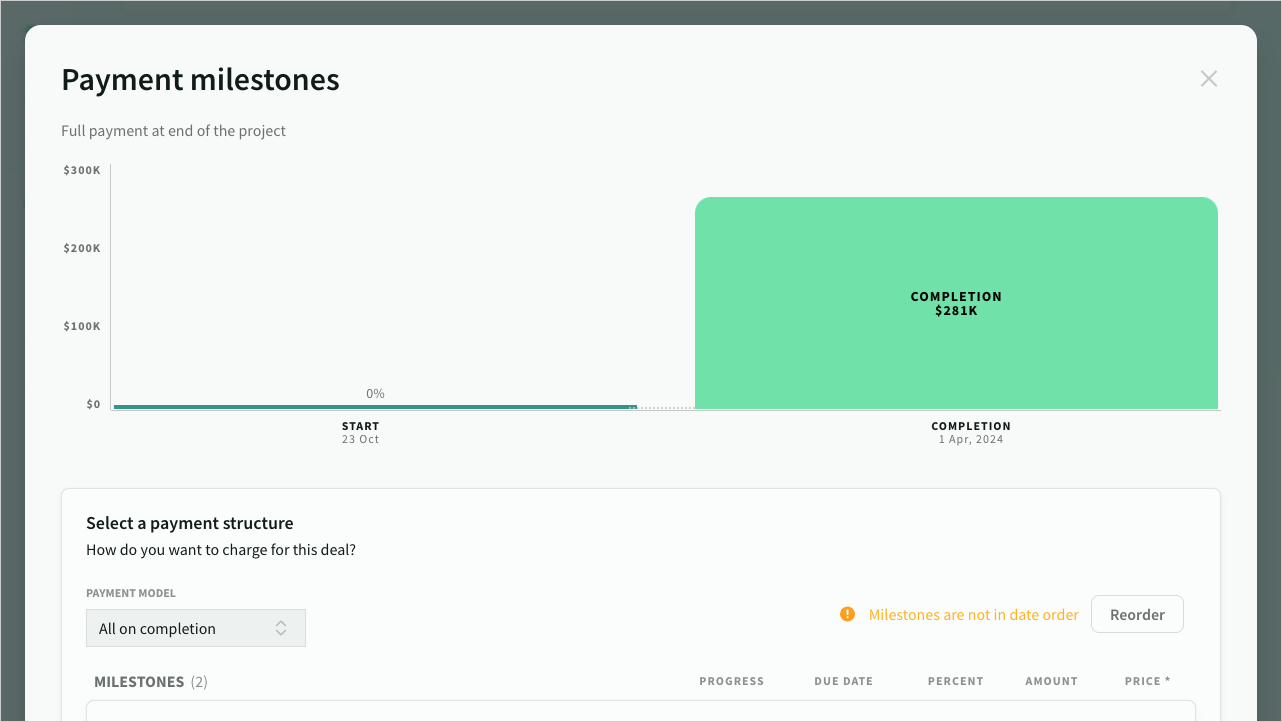 Payment milestones
Full payment at end of the project
$300K
$200K
$100K
$0
0%
COMPLETION
$281K
START
23 Oct
COMPLETION
1 Apr, 2024
Select a payment structure
How do you want to charge for this deal?
PAYMENT MODEL
All on completion
Milestones are not in date order
Reorder
MILESTONES (2) PROGRESS DUE DATE PERCENT AMOUNT PRICE *